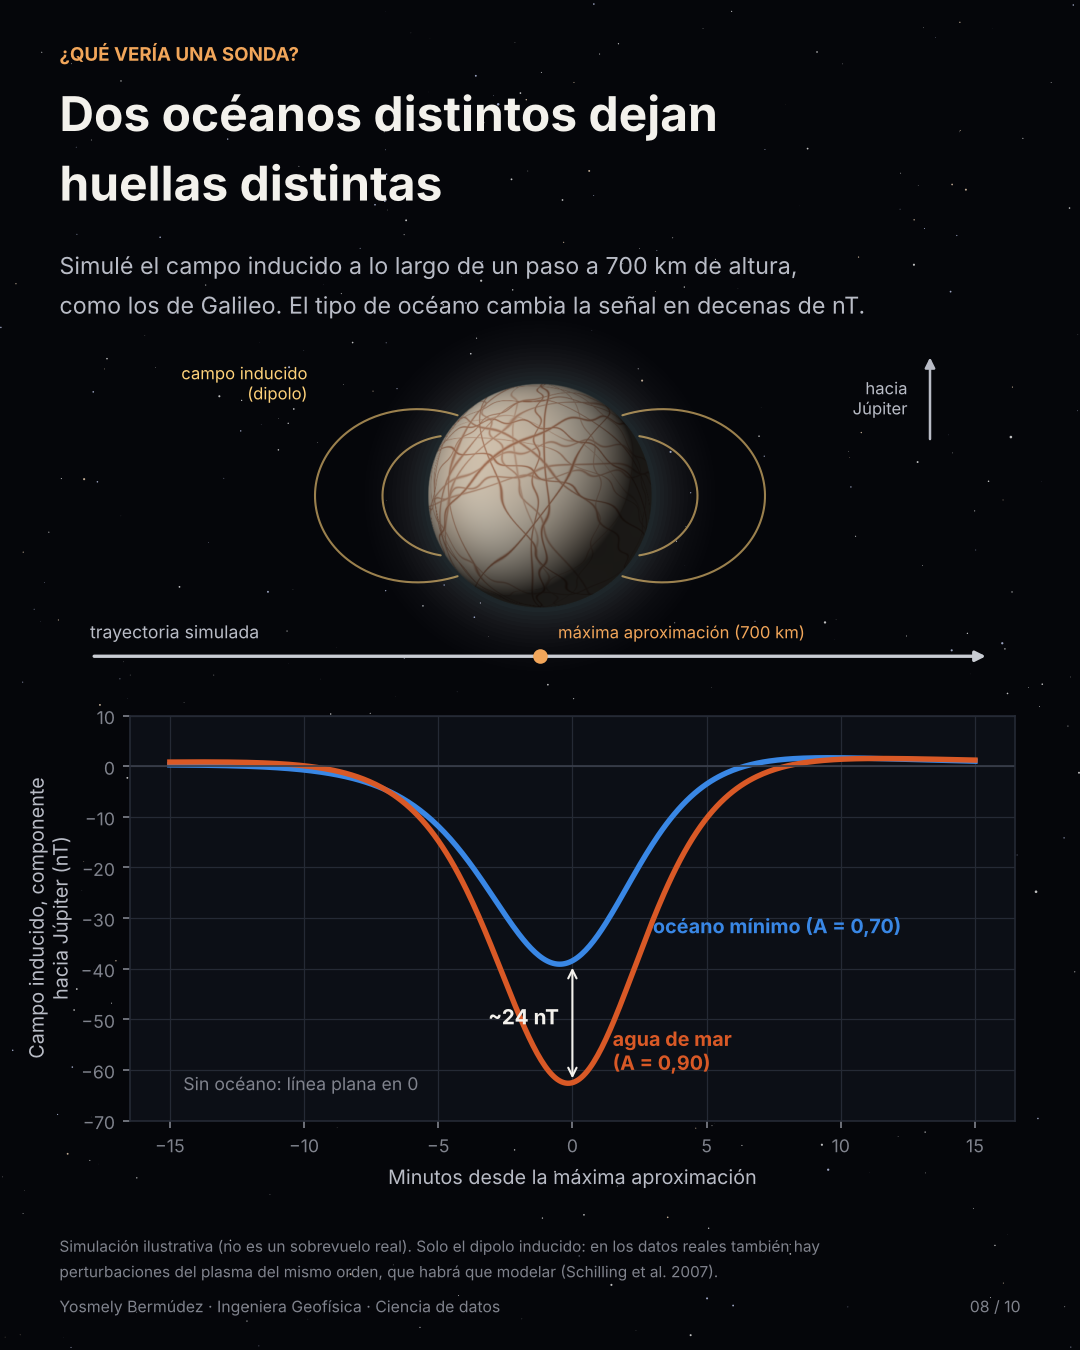 ¿QUÉ VERÍA UNA SONDA?
Dos océanos distintos dejan
huellas distintas
Simulé el campo inducido a lo largo de un paso a 700 km de altura,
como los de Galileo. El tipo de océano cambia la señal en decenas de nT.
campo inducido
(dipolo)
hacia
Júpiter
trayectoria simulada
máxima aproximación (700 km)
Campo inducido, componente
hacia Júpiter (nT)
10
0
−10
−20
−30
−40
−50
−60
−70
océano mínimo (A = 0,70)
~24 nT
agua de mar
(A = 0,90)
Sin océano: línea plana en 0
−15
−10
−5
0
5
10
15
Minutos desde la máxima aproximación
Simulación ilustrativa (no es un sobrevuelo real). Solo el dipolo inducido: en los datos reales también hay
perturbaciones del plasma del mismo orden, que habrá que modelar (Schilling et al. 2007).
Yosmely Bermúdez · Ingeniera Geofísica · Ciencia de datos
08 / 10